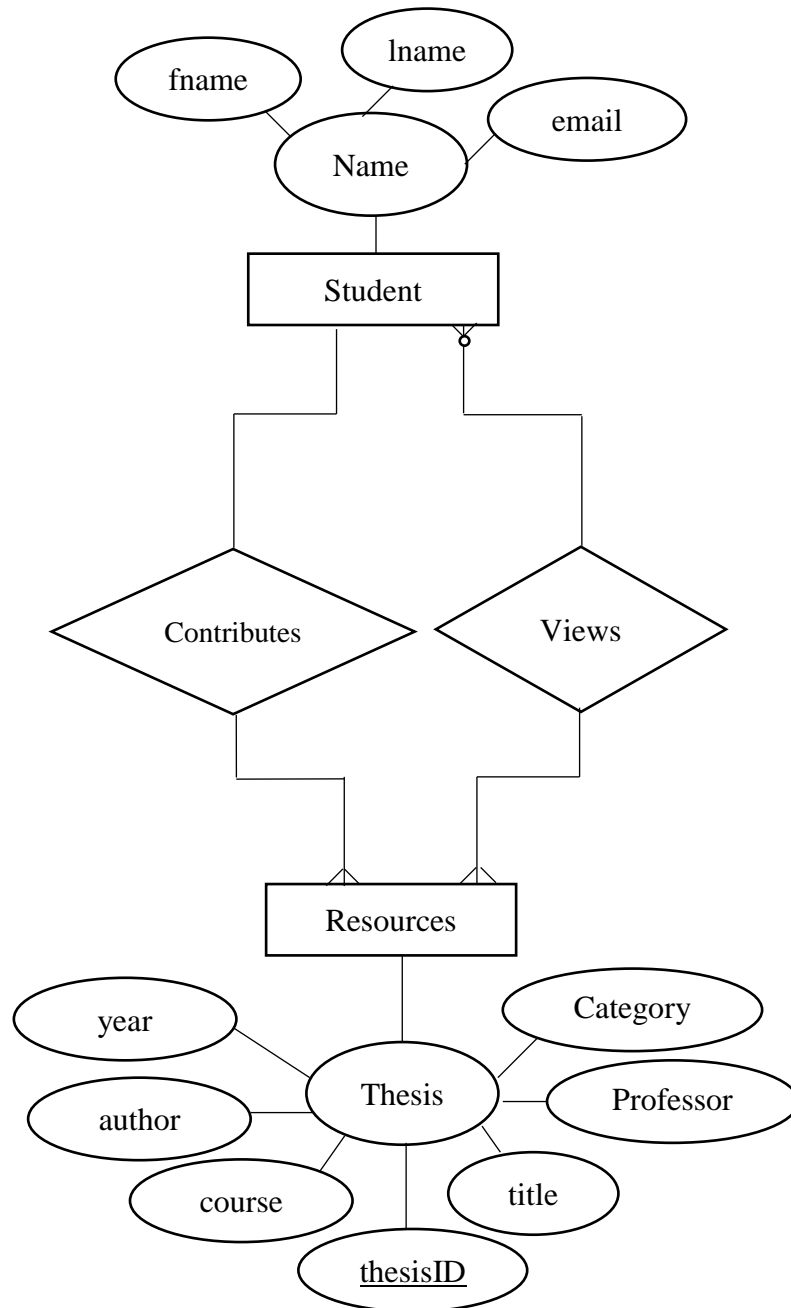 lname
fname
email
Name
Student
Contributes
Views
Resources
Category
year
Thesis
Professor
author
title
course
thesisID